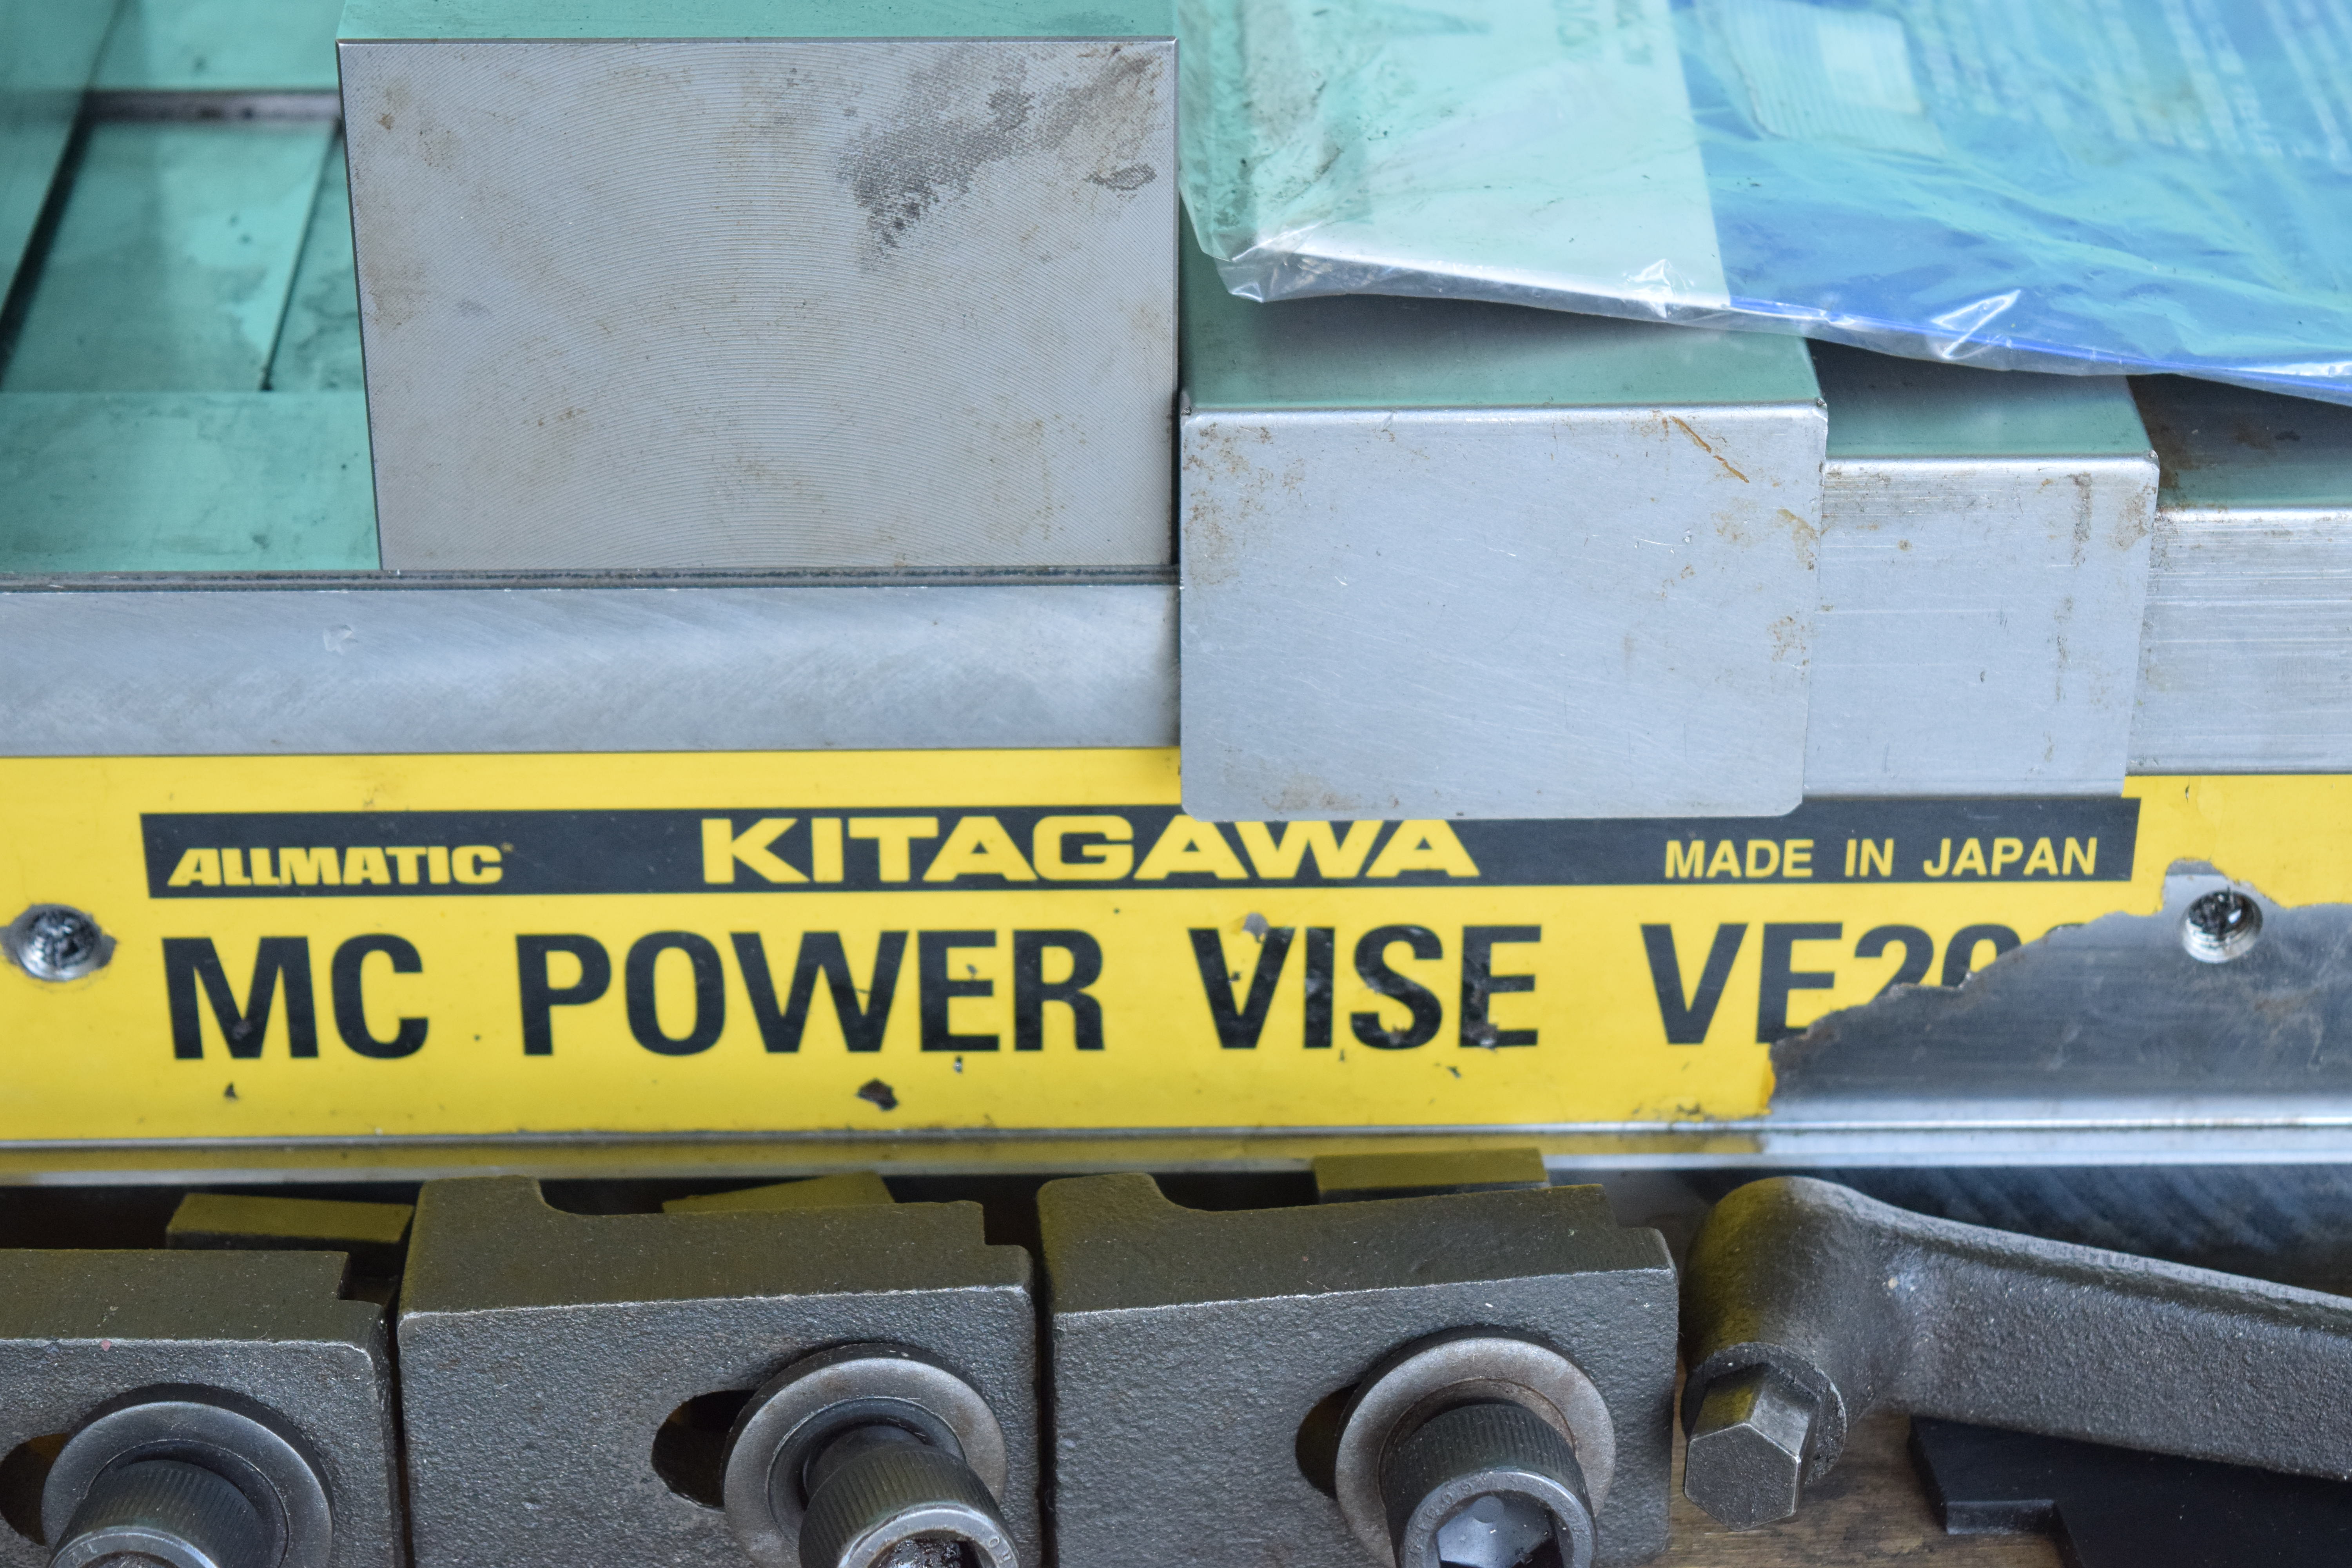 ALLMATIC KITAGAWA MADE IN JAPAN
MC POWER VISE